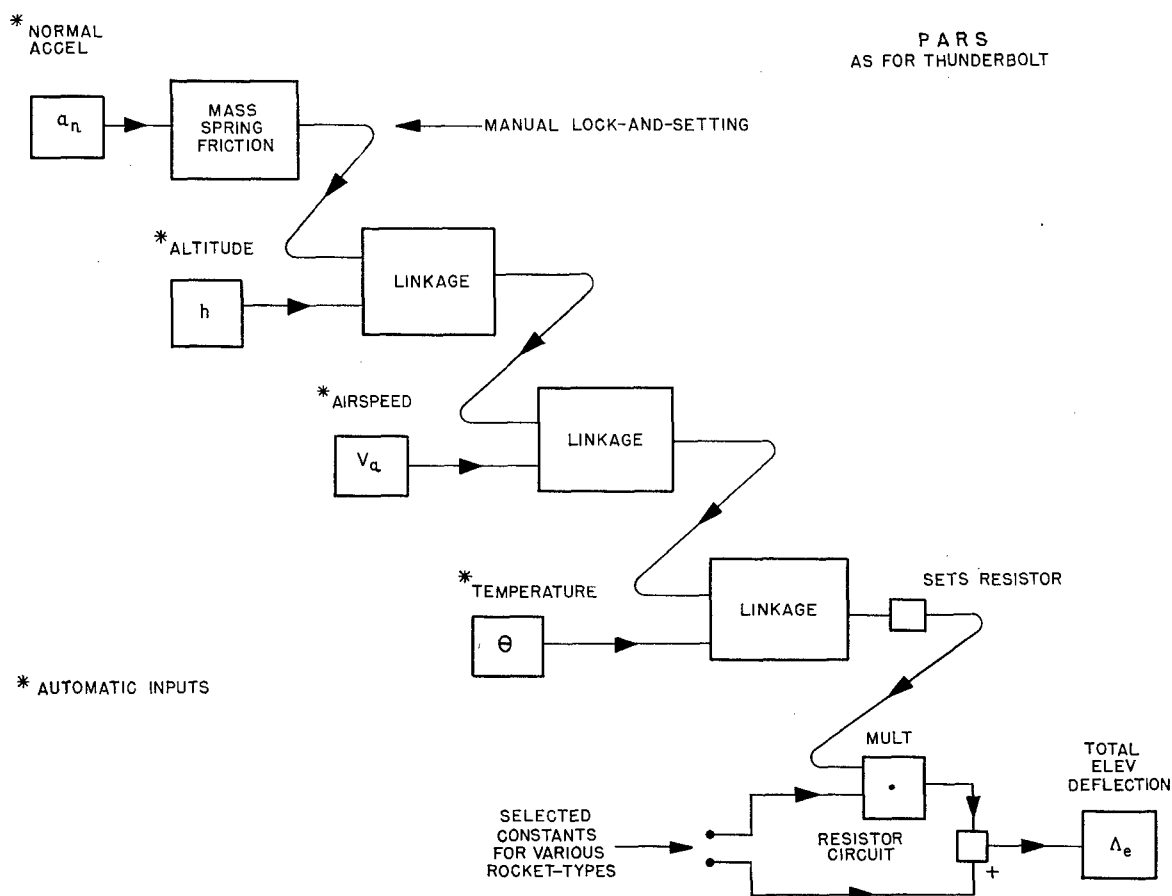 * NORMAL
ACCEL
PARS
AS FOR THUNDERBOLT
an
MASS
SPRING
FRICTION
MANUAL LOCK-AND-SETTING
* ALTITUDE
h
LINKAGE
* AIRSPEED
Va
LINKAGE
* TEMPERATURE
θ
LINKAGE
SETS RESISTOR
* AUTOMATIC INPUTS
MULT
•
TOTAL
ELEV
DEFLECTION
SELECTED
CONSTANTS
FOR VARIOUS
ROCKET-TYPES
RESISTOR
CIRCUIT
+
Λe